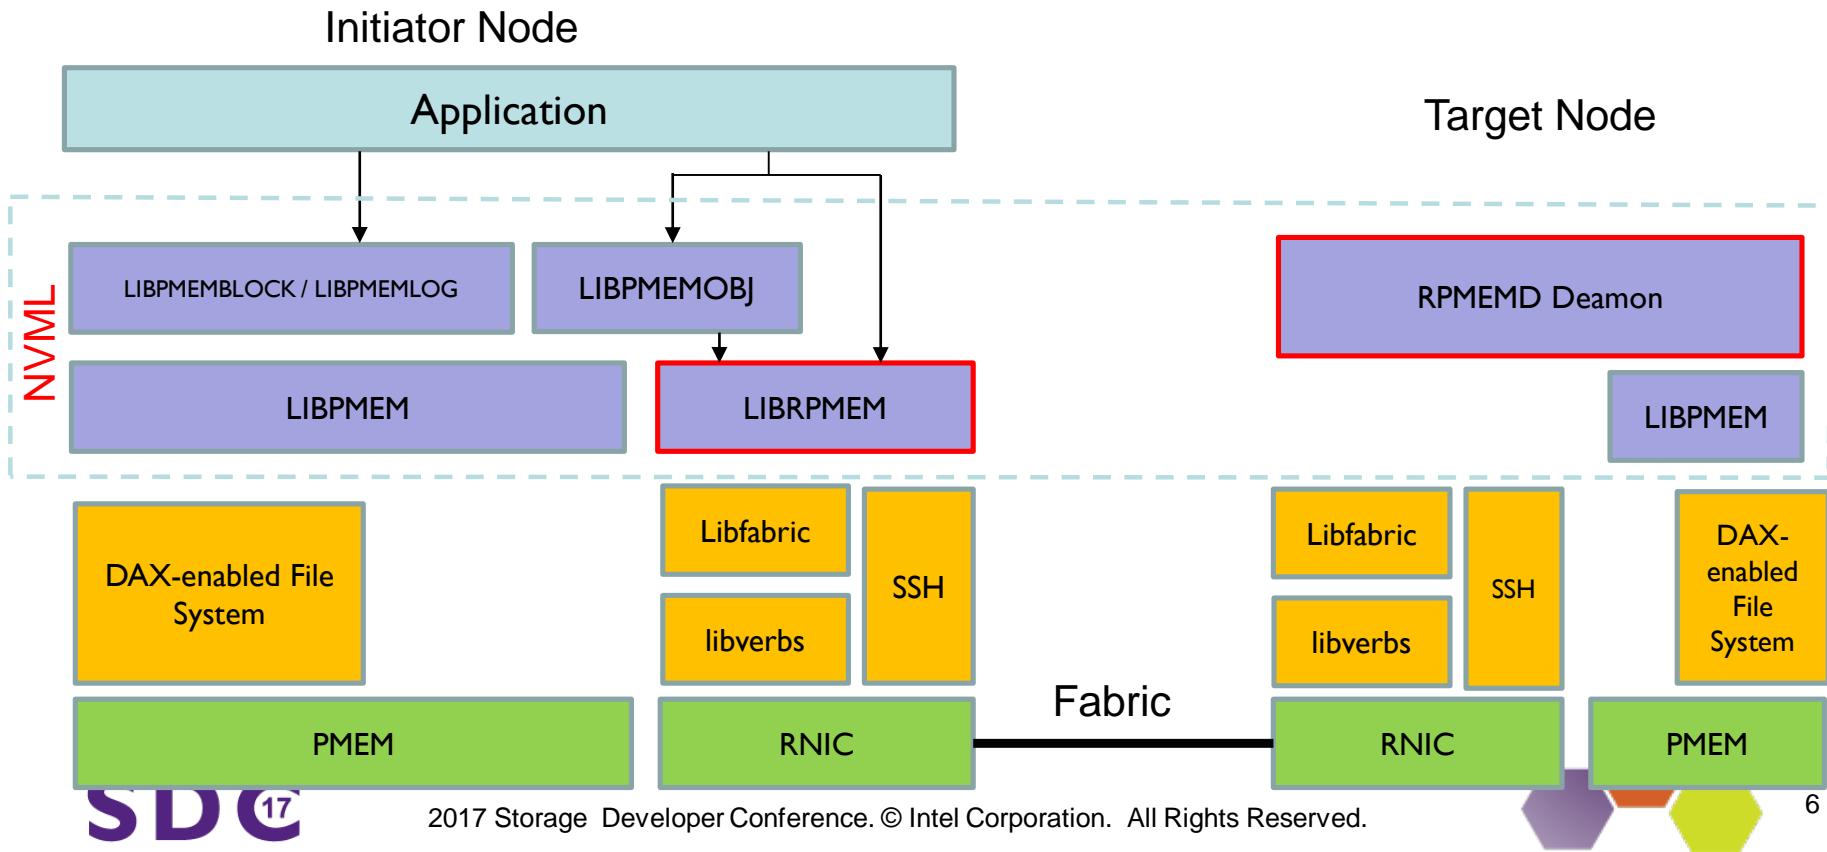 Initiator Node
Application
Target Node
NVML
LIBPMEMBLOCK / LIBPMEMLOG
LIBPMEMOBJ
RPMEMD Deamon
LIBPMEM
LIBRPMEM
LIBPMEM
DAX-enabled File
System
Libfabric
libverbs
SSH
Libfabric
libverbs
SSH
DAX-
enabled
File
System
Fabric
PMEM
RNIC
RNIC
PMEM
SDC 17
2017 Storage Developer Conference. © Intel Corporation. All Rights Reserved.
6